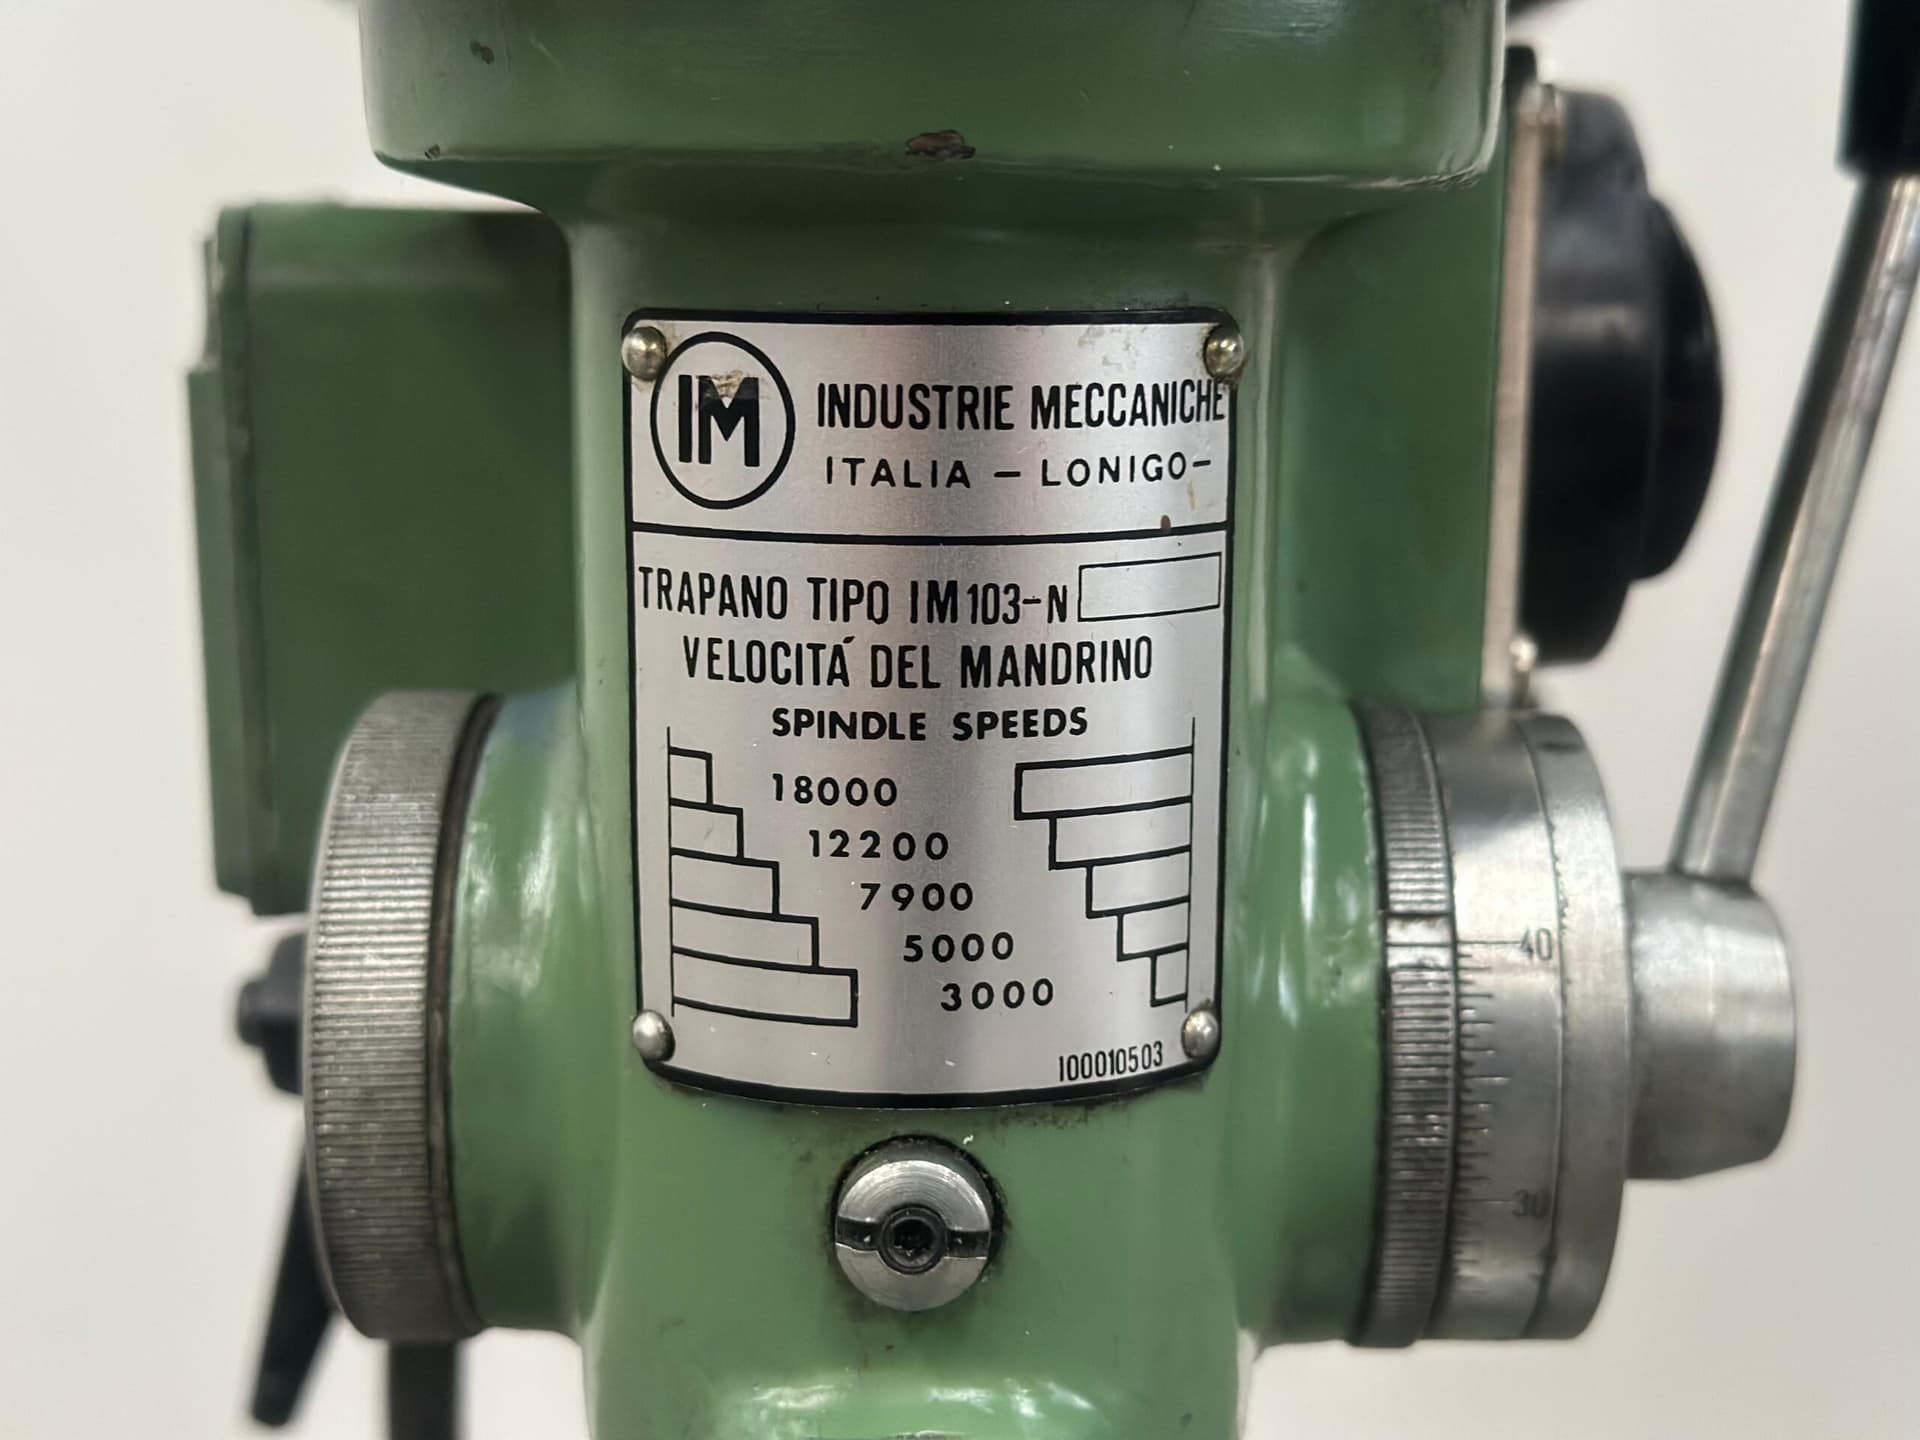 IM
INDUSTRIE MECCANICHE
ITALIA – LONIGO–
TRAPANO TIPO IM103-N
VELOCITÁ DEL MANDRINO
SPINDLE SPEEDS
18000
12200
7900
5000
3000
100010503
40
30